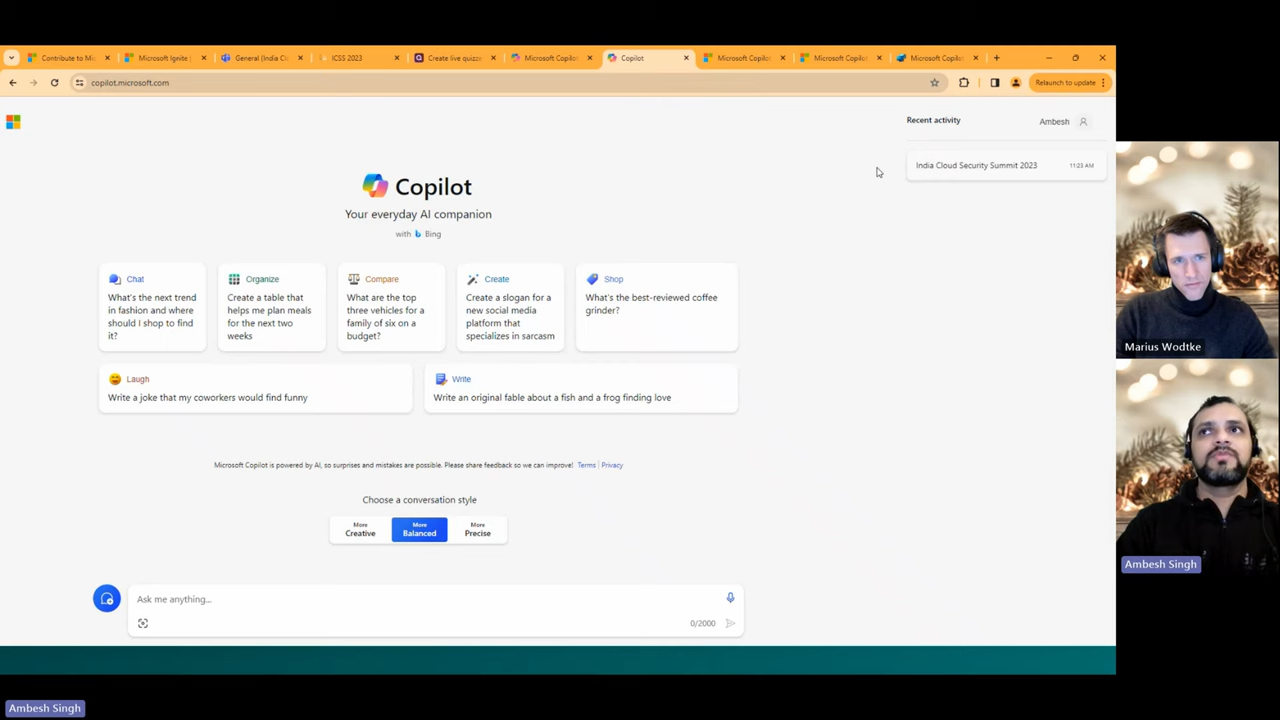 Contribute to Mi
Microsoft Ignite
General (India Cl
ICSS 2023
Create live quizze
Microsoft Copilot
Copilot
Microsoft Copilot
Microsoft Copilot
Microsoft Copilot
copilot.microsoft.com
Relaunch to update
Recent activity
Ambesh
India Cloud Security Summit 2023
11:23 AM
Copilot
Your everyday AI companion
with Bing
Chat
What's the next trend
in fashion and where
should I shop to find
it?
Organize
Create a table that
helps me plan meals
for the next two
weeks
Compare
What are the top
three vehicles for a
family of six on a
budget?
Create
Create a slogan for a
new social media
platform that
specializes in sarcasm
Shop
What's the best-reviewed coffee
grinder?
Laugh
Write a joke that my coworkers would find funny
Write
Write an original fable about a fish and a frog finding love
Microsoft Copilot is powered by AI, so surprises and mistakes are possible. Please share feedback so we can improve! Terms | Privacy
Choose a conversation style
More
Creative
More
Balanced
More
Precise
Ask me anything...
0/2000
Marius Wodtke
Ambesh Singh
Ambesh Singh